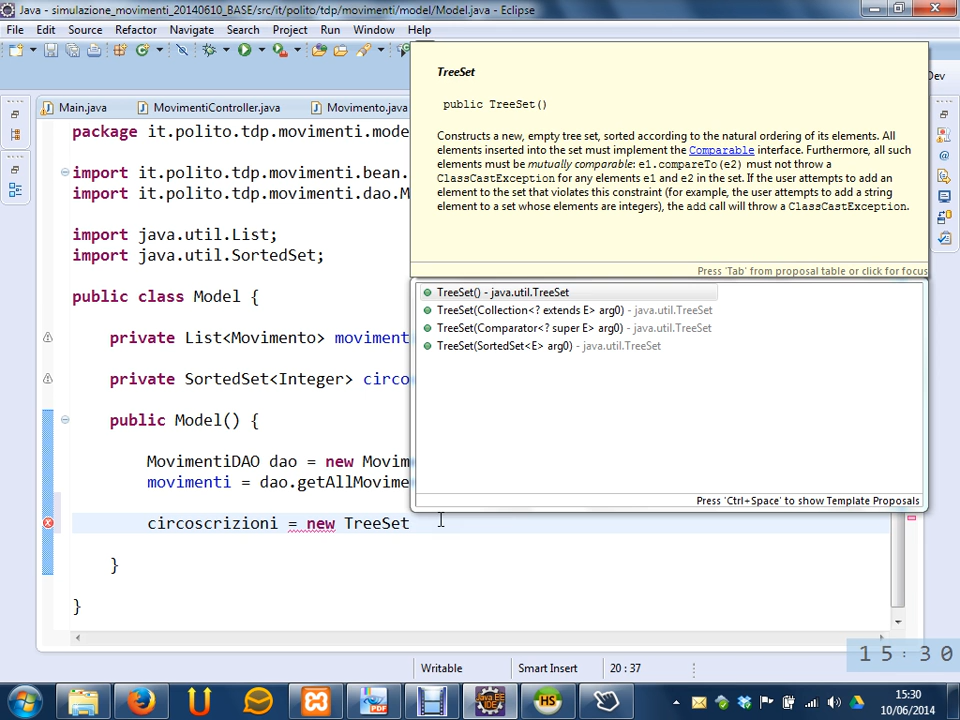 Java - simulazione_movimenti_20140610_BASE/src/it/polito/tdp/movimenti/model/Model.java - Eclipse
File Edit Source Refactor Navigate Search Project Run Window Help
Dev
Main.java MovimentiController.java Movimento.java
TreeSet
public TreeSet()
Constructs a new, empty tree set, sorted according to the natural ordering of its elements. All
elements inserted into the set must implement the Comparable interface. Furthermore, all such
elements must be mutually comparable: e1.compareTo(e2) must not throw a
ClassCastException for any elements e1 and e2 in the set. If the user attempts to add an
element to the set that violates this constraint (for example, the user attempts to add a string
element to a set whose elements are integers), the add call will throw a ClassCastException.
Press 'Tab' from proposal table or click for focus
TreeSet() - java.util.TreeSet
TreeSet(Collection<? extends E> arg0) - java.util.TreeSet
TreeSet(Comparator<? super E> arg0) - java.util.TreeSet
TreeSet(SortedSet<E> arg0) - java.util.TreeSet
Press 'Ctrl+Space' to show Template Proposals
package it.polito.tdp.movimenti.mode
import it.polito.tdp.movimenti.bean.
import it.polito.tdp.movimenti.dao.M
import java.util.List;
import java.util.SortedSet;
public class Model {
private List<Movimento> moviment
private SortedSet<Integer> circo
public Model() {
MovimentiDAO dao = new Movim
movimenti = dao.getAllMovime
circoscrizioni = new TreeSet
}
}
15:30
Writable Smart Insert 20 : 37
PDF Java EE IDE HS
15:30
10/06/2014